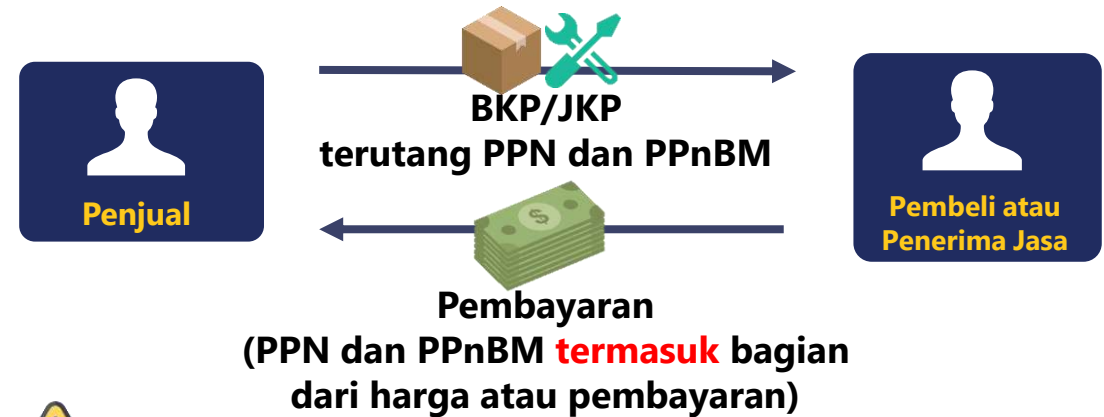 BKP/JKP
terutang PPN dan PPnBM
Penjual
Pembeli atau
Penerima Jasa
Pembayaran
(PPN dan PPnBM termasuk bagian
dari harga atau pembayaran)